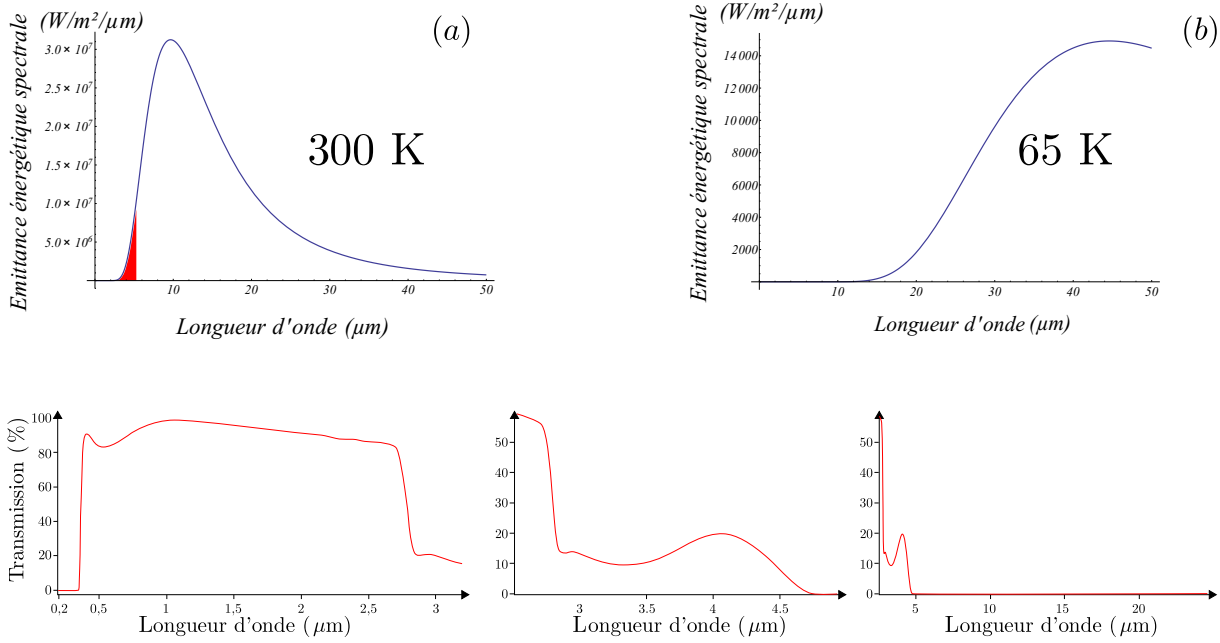 (W/m²/µm)
(a)
Emittance énergétique spectrale
3.0 × 10⁷
2.5 × 10⁷
2.0 × 10⁷
1.5 × 10⁷
1.0 × 10⁷
5.0 × 10⁶
300 K
10 20 30 40 50
Longueur d'onde (µm)
(W/m²/µm)
(b)
Emittance énergétique spectrale
14 000
12 000
10 000
8000
6000
4000
2000
65 K
10 20 30 40 50
Longueur d'onde (µm)
Transmission (%)
100
80
60
40
20
0
0,2 0,5 1 1,5 2 2,5 3
Longueur d'onde (µm)
50
40
30
20
10
0
3 3.5 4 4.5
Longueur d'onde (µm)
50
40
30
20
10
0
5 10 15 20
Longueur d'onde (µm)